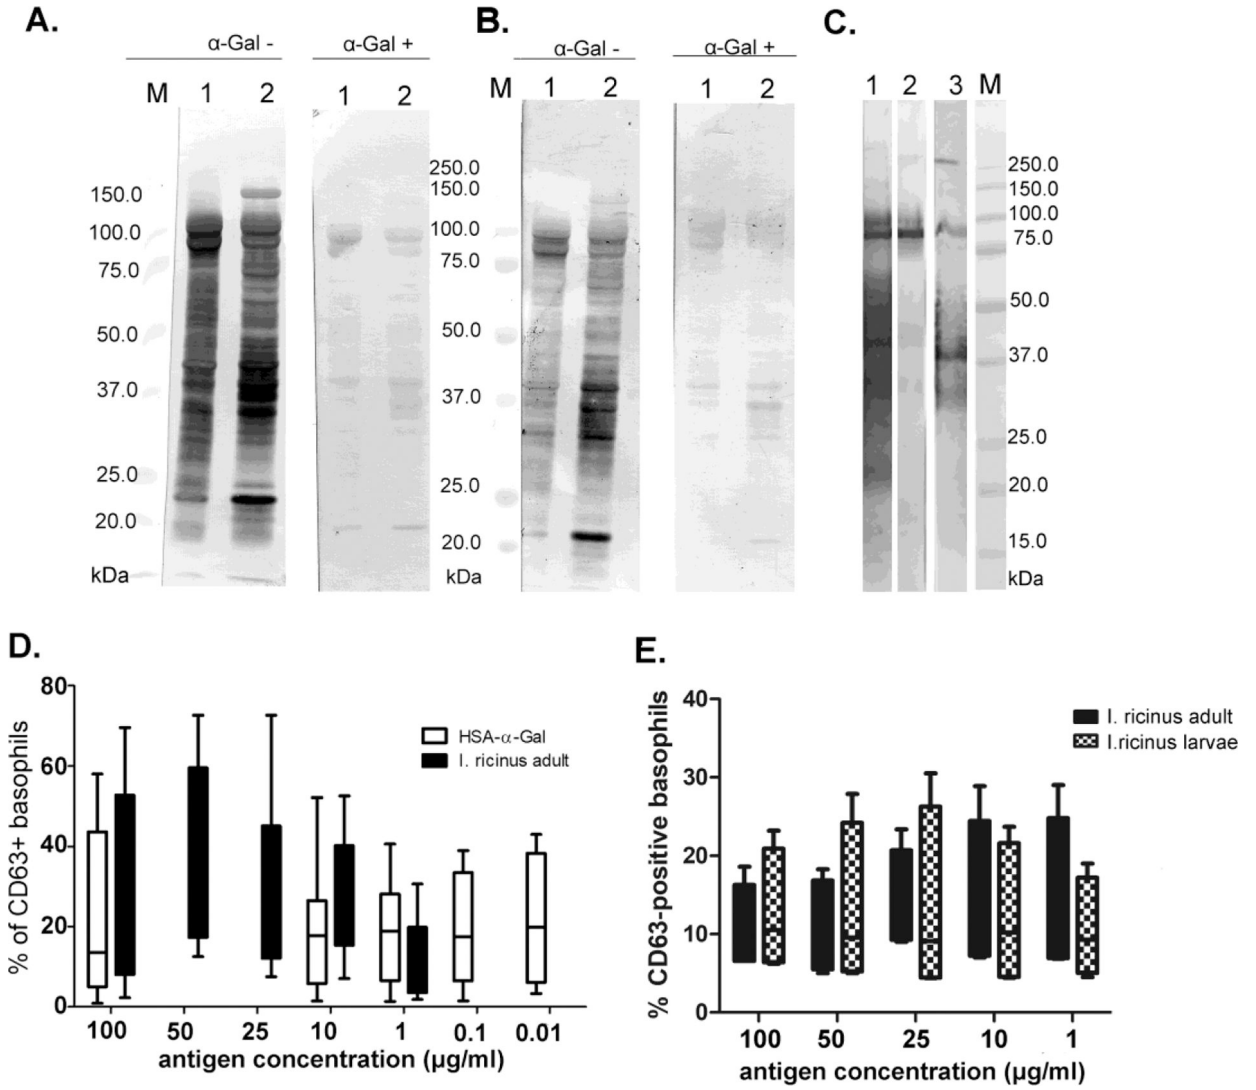 A.
α-Gal -
α-Gal +
M 1 2
1 2
150.0
100.0
75.0
50.0
37.0
25.0
20.0
kDa
B.
α-Gal -
α-Gal +
M 1 2
1 2
250.0
150.0
100.0
75.0
50.0
37.0
25.0
20.0
kDa
C.
1 2 3 M
250.0
150.0
100.0
75.0
50.0
37.0
25.0
20.0
15.0
kDa
D.
% of CD63+ basophils
80
60
40
20
0
HSA-α-Gal
I. ricinus adult
100 50 25 10 1 0.1 0.01
antigen concentration (µg/ml)
E.
% CD63-positive basophils
40
30
20
10
0
I. ricinus adult
I.ricinus larvae
100 50 25 10 1
antigen concentration (µg/ml)